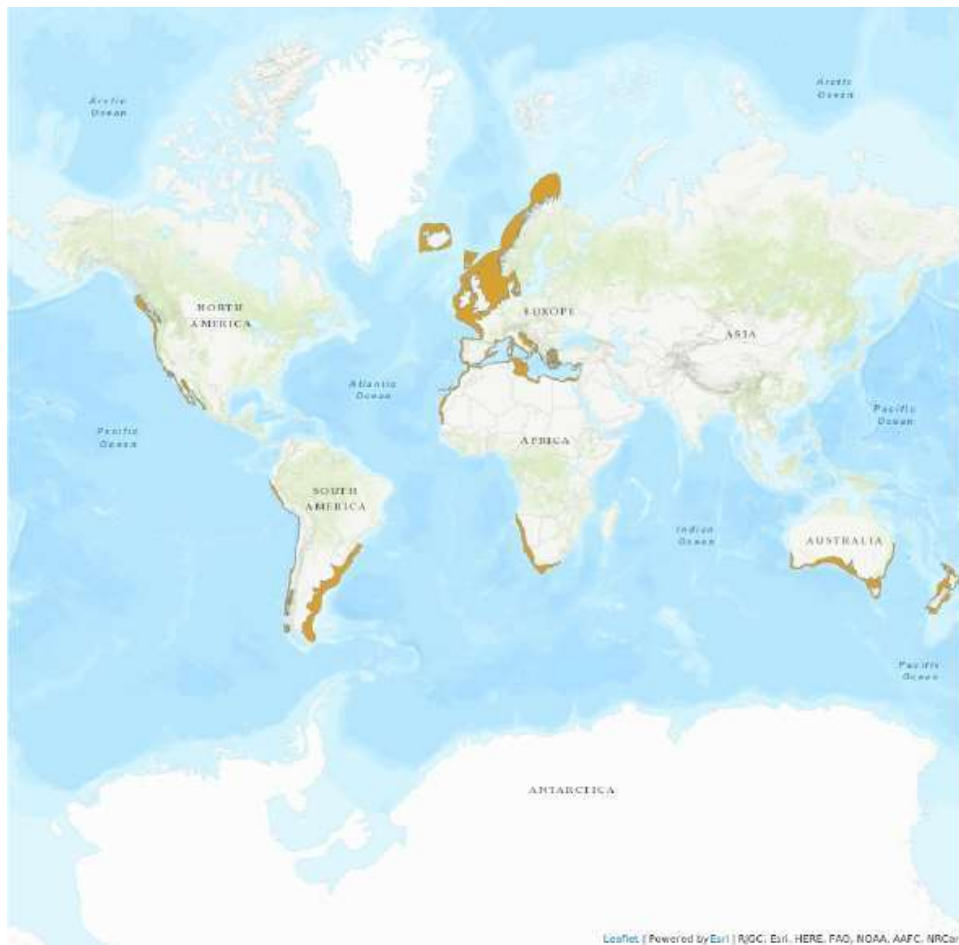 Arctic
Ocean
Arctic
Ocean
NORTH
AMERICA
EUROPE
ASIA
Atlantic
Ocean
Pacific
Ocean
Pacific
Ocean
AFRICA
SOUTH
AMERICA
Indian
Ocean
AUSTRALIA
Pacific
Ocean
ANTARCTICA
Leaflet | Powered by Esri | RJGC, Esri, HERE, FAO, NOAA, AAFC, NRCan